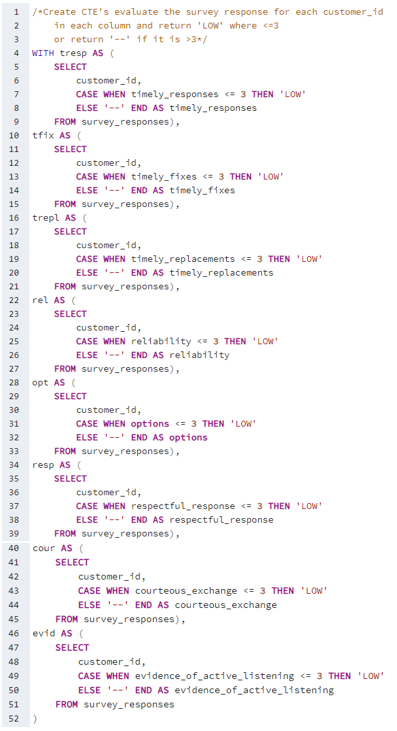 1 /*Create CTE's evaluate the survey response for each customer_id
2 in each column and return 'LOW' where <=3
3 or return '--' if it is >3*/
4 WITH tresp AS (
5 SELECT
6 customer_id,
7 CASE WHEN timely_responses <= 3 THEN 'LOW'
8 ELSE '--' END AS timely_responses
9 FROM survey_responses),
10 tfix AS (
11 SELECT
12 customer_id,
13 CASE WHEN timely_fixes <= 3 THEN 'LOW'
14 ELSE '--' END AS timely_fixes
15 FROM survey_responses),
16 trepl AS (
17 SELECT
18 customer_id,
19 CASE WHEN timely_replacements <= 3 THEN 'LOW'
20 ELSE '--' END AS timely_replacements
21 FROM survey_responses),
22 rel AS (
23 SELECT
24 customer_id,
25 CASE WHEN reliability <= 3 THEN 'LOW'
26 ELSE '--' END AS reliability
27 FROM survey_responses),
28 opt AS (
29 SELECT
30 customer_id,
31 CASE WHEN options <= 3 THEN 'LOW'
32 ELSE '--' END AS options
33 FROM survey_responses),
34 resp AS (
35 SELECT
36 customer_id,
37 CASE WHEN respectful_response <= 3 THEN 'LOW'
38 ELSE '--' END AS respectful_response
39 FROM survey_responses),
40 cour AS (
41 SELECT
42 customer_id,
43 CASE WHEN courteous_exchange <= 3 THEN 'LOW'
44 ELSE '--' END AS courteous_exchange
45 FROM survey_responses),
46 evid AS (
47 SELECT
48 customer_id,
49 CASE WHEN evidence_of_active_listening <= 3 THEN 'LOW'
50 ELSE '--' END AS evidence_of_active_listening
51 FROM survey_responses
52 )